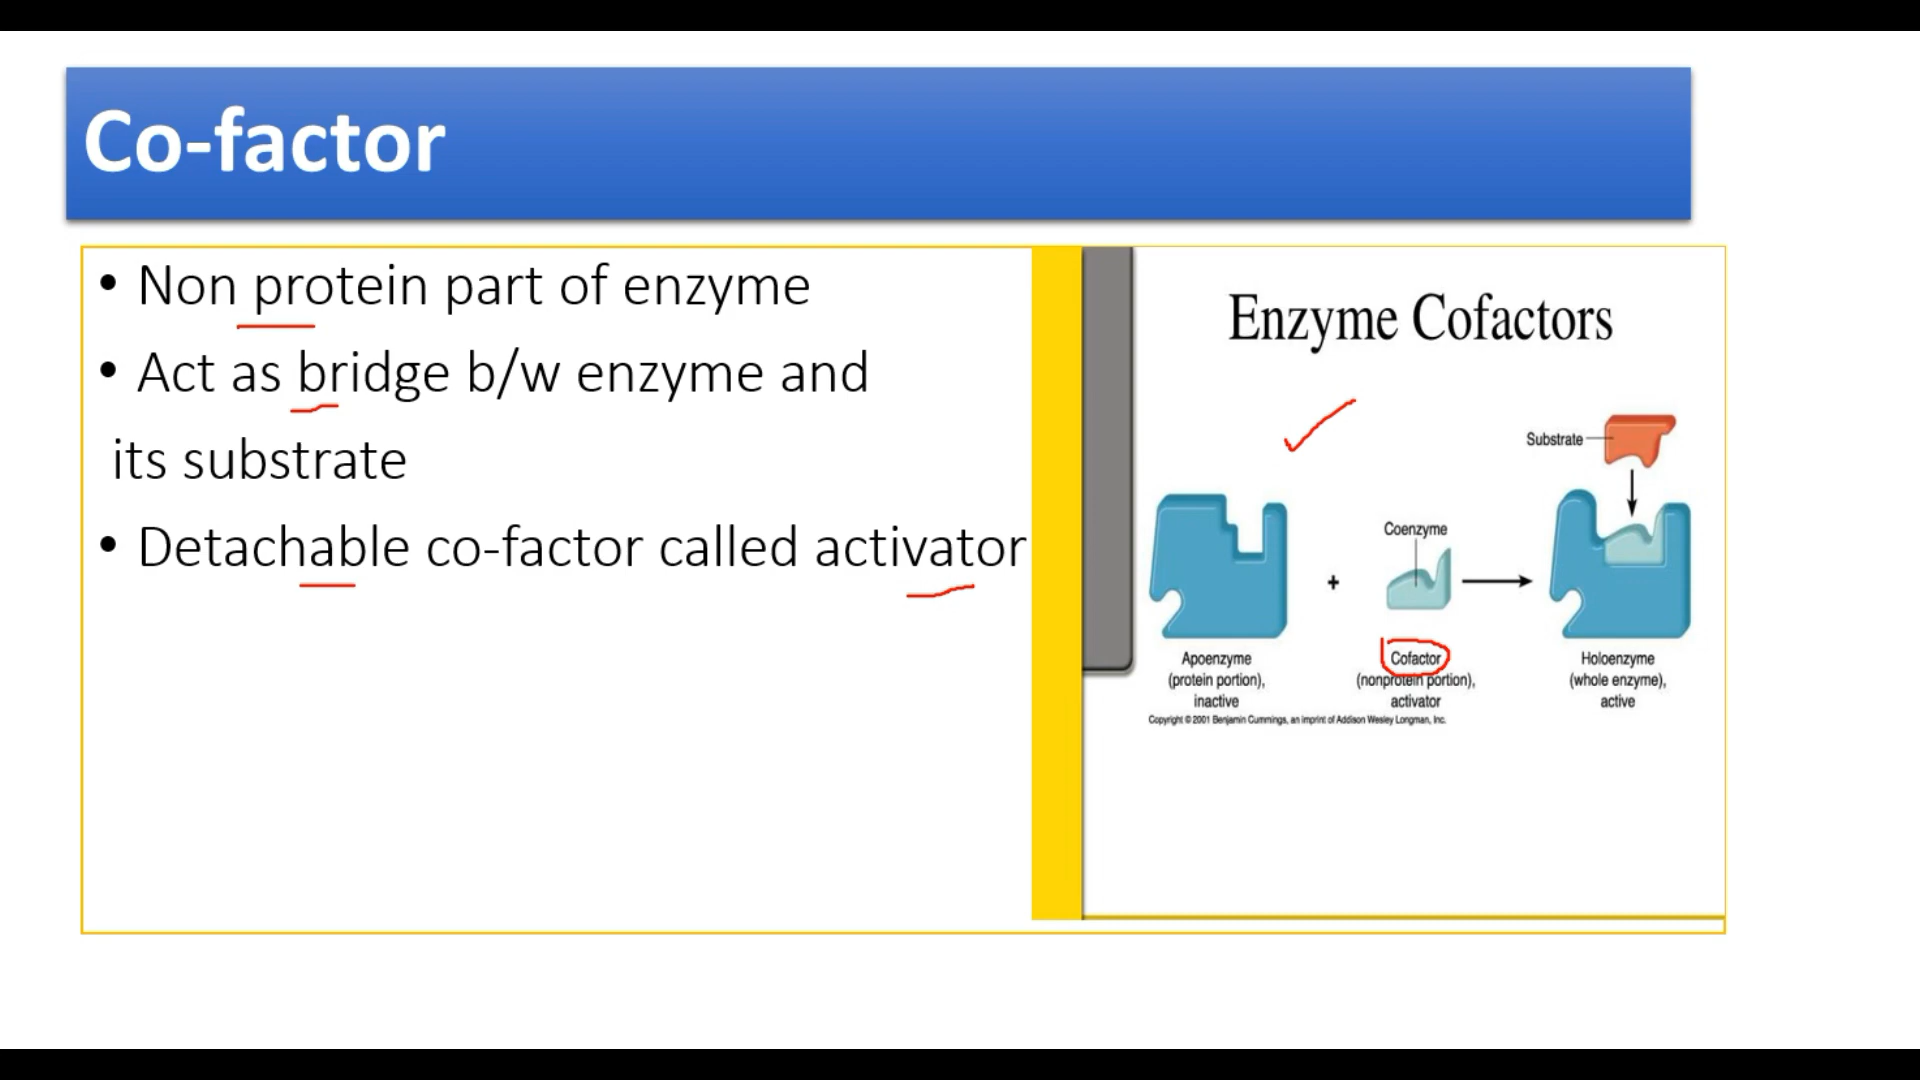 Co-factor
• Non protein part of enzyme
• Act as bridge b/w enzyme and
its substrate
• Detachable co-factor called activator
Enzyme Cofactors
Substrate
Coenzyme
+
Apoenzyme
(protein portion),
inactive
Cofactor
(nonprotein portion),
activator
Holoenzyme
(whole enzyme),
active
Copyright © 2001 Benjamin Cummings, an imprint of Addison Wesley Longman, Inc.